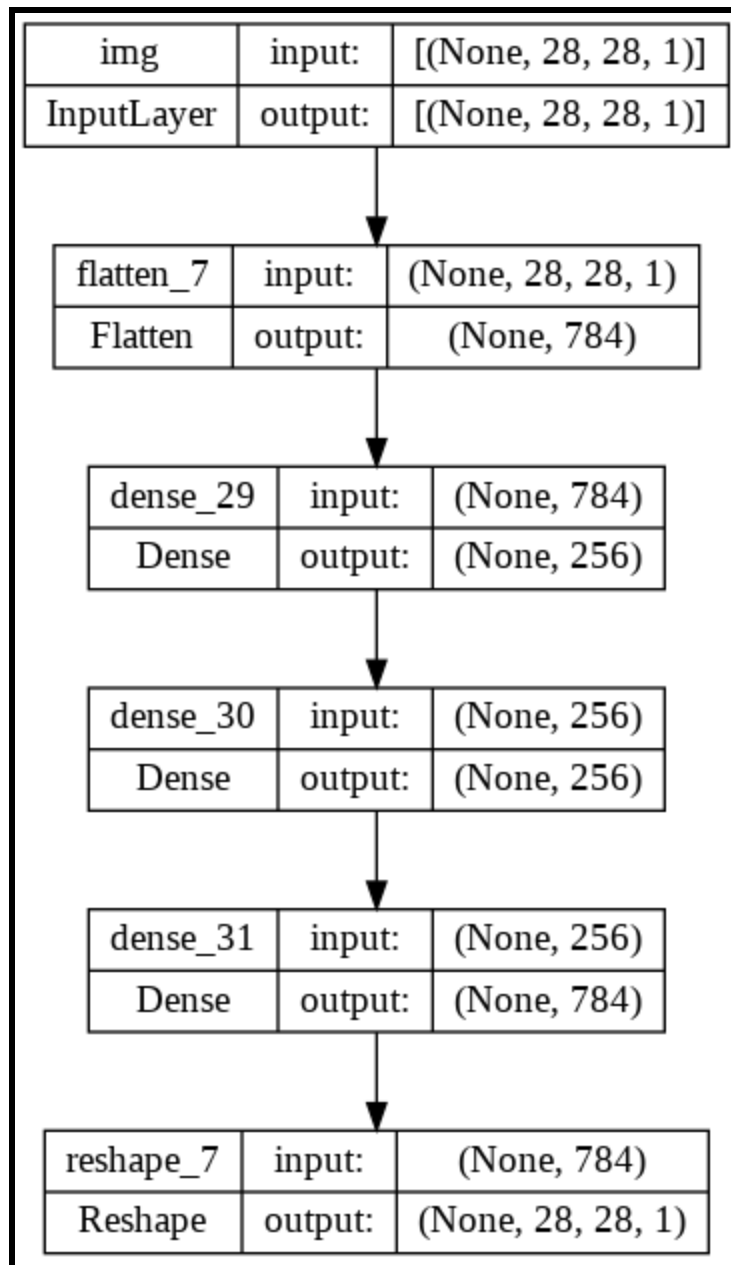 img input: [(None, 28, 28, 1)]
InputLayer output: [(None, 28, 28, 1)]
flatten_7 input: (None, 28, 28, 1)
Flatten output: (None, 784)
dense_29 input: (None, 784)
Dense output: (None, 256)
dense_30 input: (None, 256)
Dense output: (None, 256)
dense_31 input: (None, 256)
Dense output: (None, 784)
reshape_7 input: (None, 784)
Reshape output: (None, 28, 28, 1)